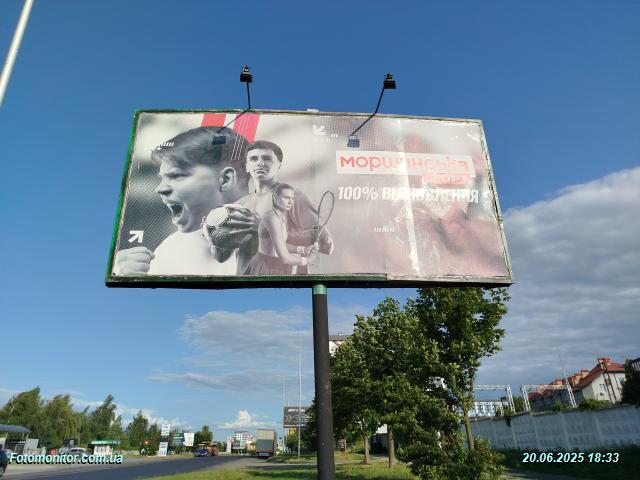 моршинська
100% ВІДНОВЛЕННЯ
Fotomonitor.com.ua
20.06.2025 18:33